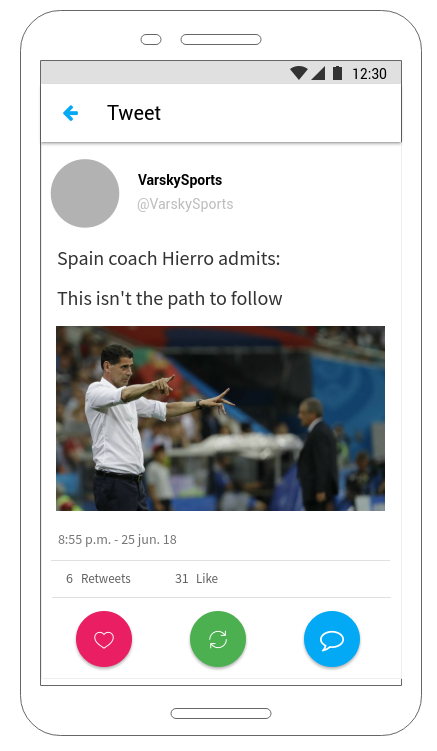 12:30
Tweet
VarskySports
@VarskySports
Spain coach Hierro admits:
This isn't the path to follow
8:55 p.m. - 25 jun. 18
6 Retweets 31 Like